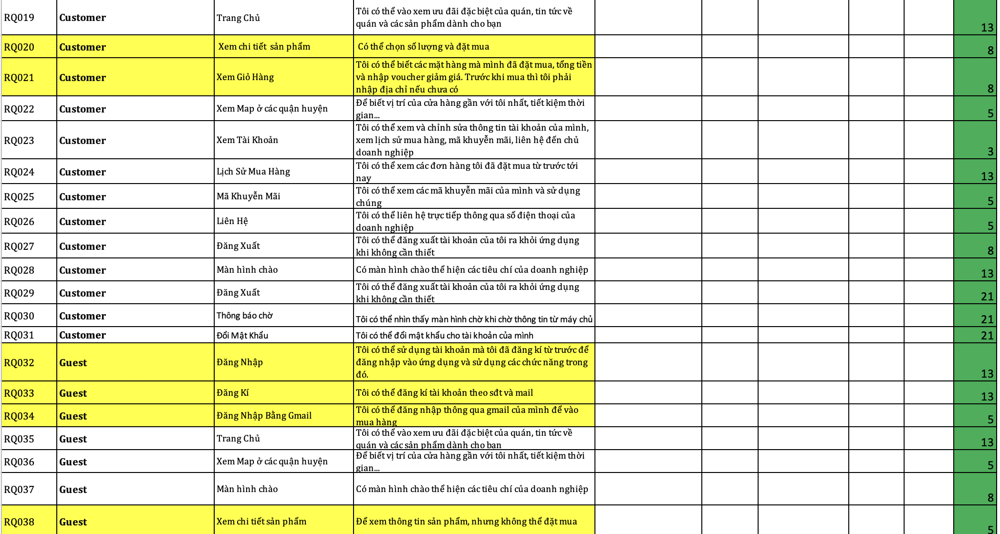 RQ019 Customer Trang Chủ Tôi có thể vào xem ưu đãi đặc biệt của quán, tin tức về
quán và các sản phẩm dành cho bạn 13
RQ020 Customer Xem chi tiết sản phẩm Có thể chọn số lượng và đặt mua 8
RQ021 Customer Xem Giỏ Hàng Tôi có thể biết các mặt hàng mà mình đã đặt mua, tổng tiền
và nhập voucher giảm giá. Trước khi mua thì tôi phải
nhập địa chỉ nếu chưa có 8
RQ022 Customer Xem Map ở các quận huyện Để biết vị trí của cửa hàng gần với tôi nhất, tiết kiệm thời
gian... 5
RQ023 Customer Xem Tài Khoản Tôi có thể xem và chỉnh sửa thông tin tài khoản của mình,
xem lịch sử mua hàng, mã khuyễn mãi, liên hệ đến chủ
doanh nghiệp 3
RQ024 Customer Lịch Sử Mua Hàng Tôi có thể xem các đơn hàng tôi đã đặt mua từ trước tới
nay 13
RQ025 Customer Mã Khuyễn Mãi Tôi có thể xem các mã khuyễn mãi của mình và sử dụng
chúng 5
RQ026 Customer Liên Hệ Tôi có thể liên hệ trực tiếp thông qua số điện thoại của
doanh nghiệp 5
RQ027 Customer Đăng Xuất Tôi có thể đăng xuất tài khoản của tôi ra khỏi ứng dụng
khi không cần thiết 8
RQ028 Customer Màn hình chào Có màn hình chào thể hiện các tiêu chí của doanh nghiệp 13
RQ029 Customer Đăng Xuất Tôi có thể đăng xuất tài khoản của tôi ra khỏi ứng dụng
khi không cần thiết 21
RQ030 Customer Thông báo chờ Tôi có thể nhìn thấy màn hình chờ khi chờ thông tin từ máy chủ 21
RQ031 Customer Đổi Mật Khẩu Tôi có thể đổi mật khẩu cho tài khoản của mình 21
RQ032 Guest Đăng Nhập Tôi có thể sử dụng tài khoản mà tôi đã đăng kí từ trước để
đăng nhập vào ứng dụng và sử dụng các chức năng trong
đó. 13
RQ033 Guest Đăng Kí Tôi có thể đăng kí tài khoản theo sđt và mail 13
RQ034 Guest Đăng Nhập Bằng Gmail Tôi có thể đăng nhập thông qua gmail của mình để vào
mua hàng 5
RQ035 Guest Trang Chủ Tôi có thể vào xem ưu đãi đặc biệt của quán, tin tức về
quán và các sản phẩm dành cho bạn 13
RQ036 Guest Xem Map ở các quận huyện Để biết vị trí của cửa hàng gần với tôi nhất, tiết kiệm thời
gian... 5
RQ037 Guest Màn hình chào Có màn hình chào thể hiện các tiêu chí của doanh nghiệp 8
RQ038 Guest Xem chi tiết sản phẩm Để xem thông tin sản phẩm, nhưng không thể đặt mua 5